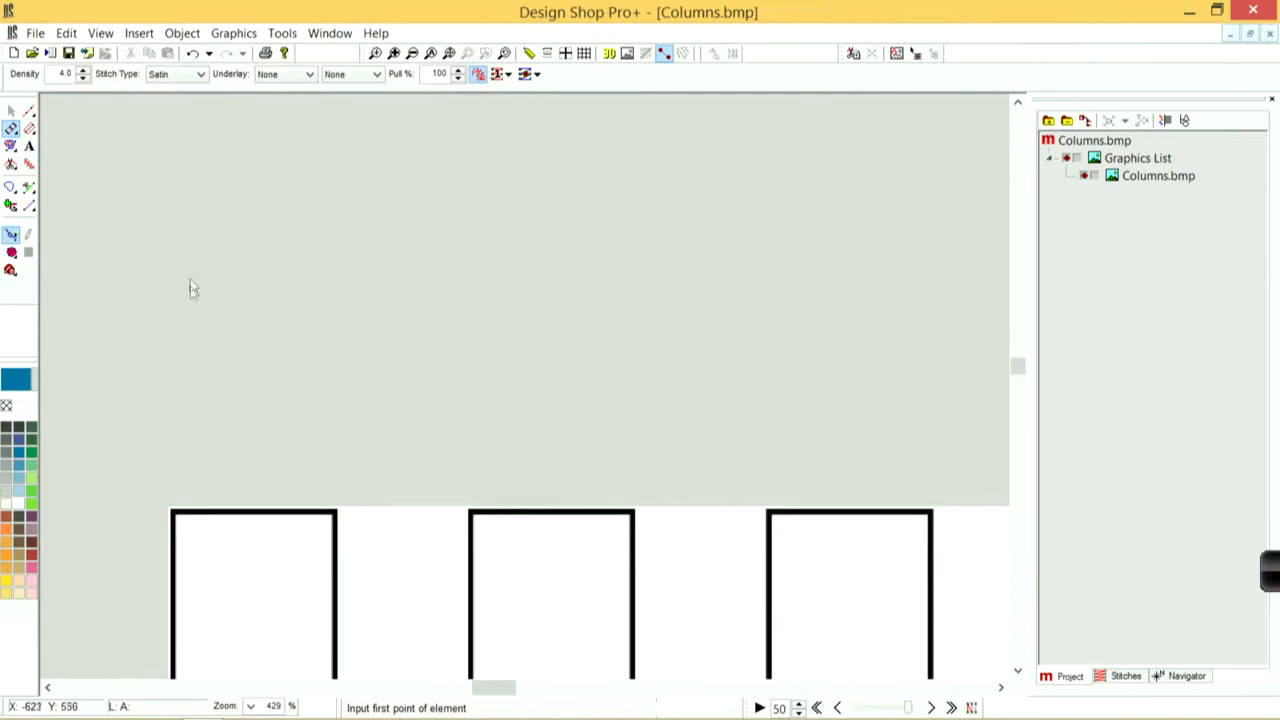 Design Shop Pro+ - [Columns.bmp]
File Edit View Insert Object Graphics Tools Window Help
3D
Density 4.0 Stitch Type: Satin Underlay: None None Pull %: 100
Columns.bmp
Graphics List
Columns.bmp
A
Project Stitches Navigator
X: -623 Y: 556 L: A: Zoom: 429 % Input first point of element 50